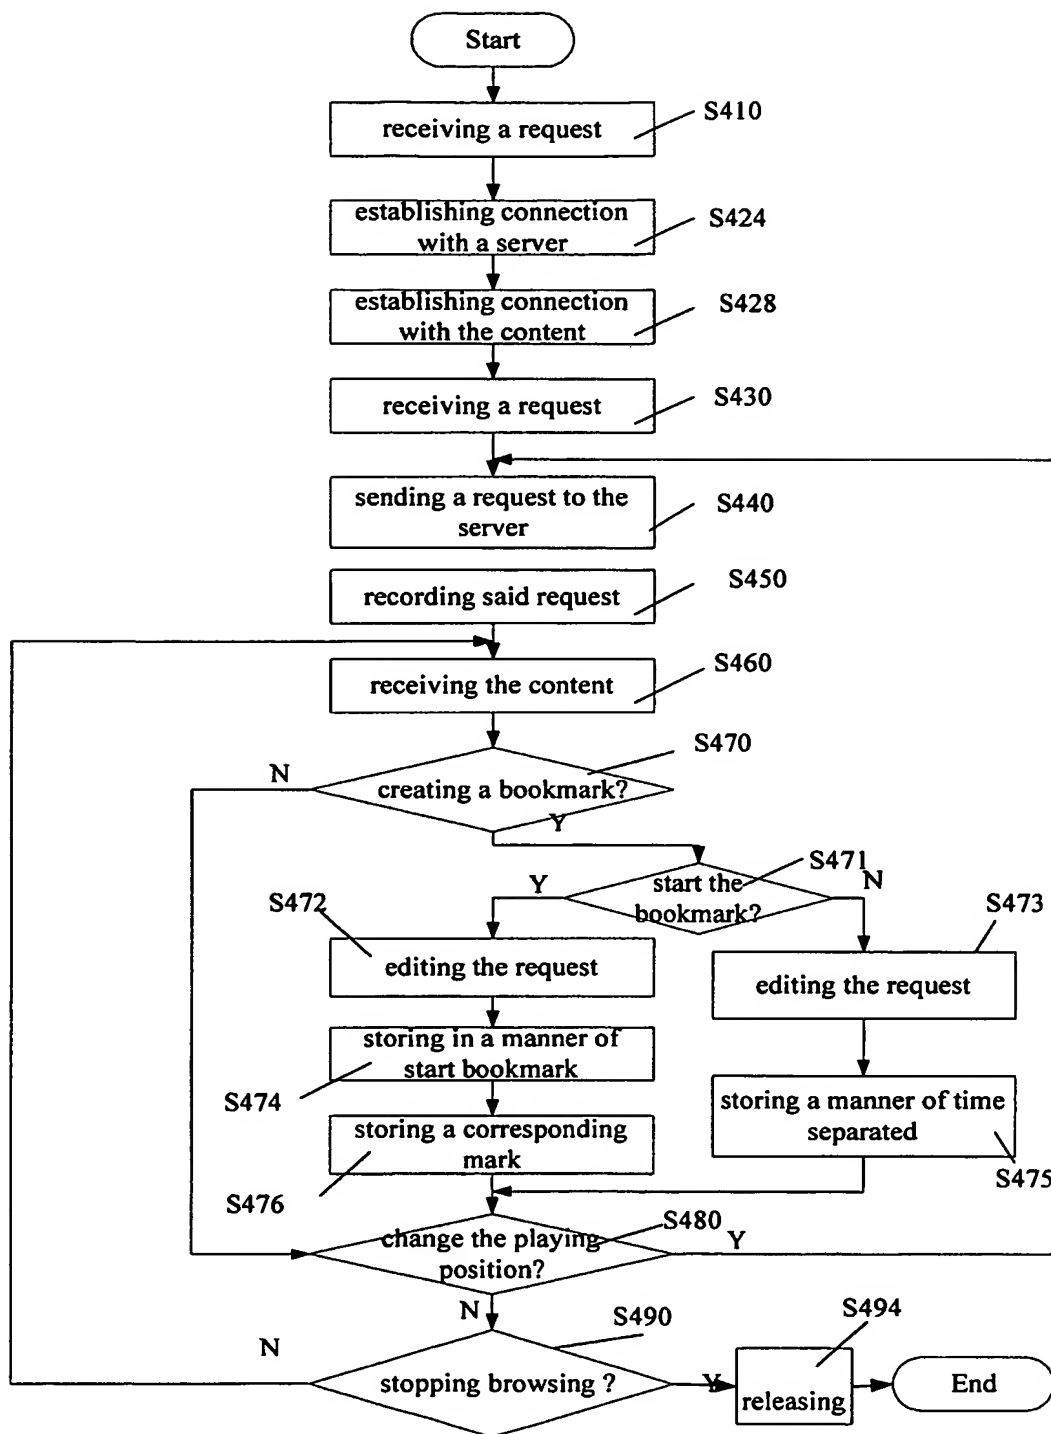 Start
receiving a request
S410
establishing connection
with a server
S424
establishing connection
with the content
S428
receiving a request
S430
sending a request to the
server
S440
recording said request
S450
receiving the content
S460
creating a bookmark?
S470
N
Y
start the
bookmark?
S471
Y
N
S472
editing the request
S473
editing the request
storing in a manner of
start bookmark
S474
storing a manner of time
separated
S475
storing a corresponding
mark
S476
change the playing
position?
S480
Y
N
stopping browsing ?
S490
N
Y
releasing
S494
End